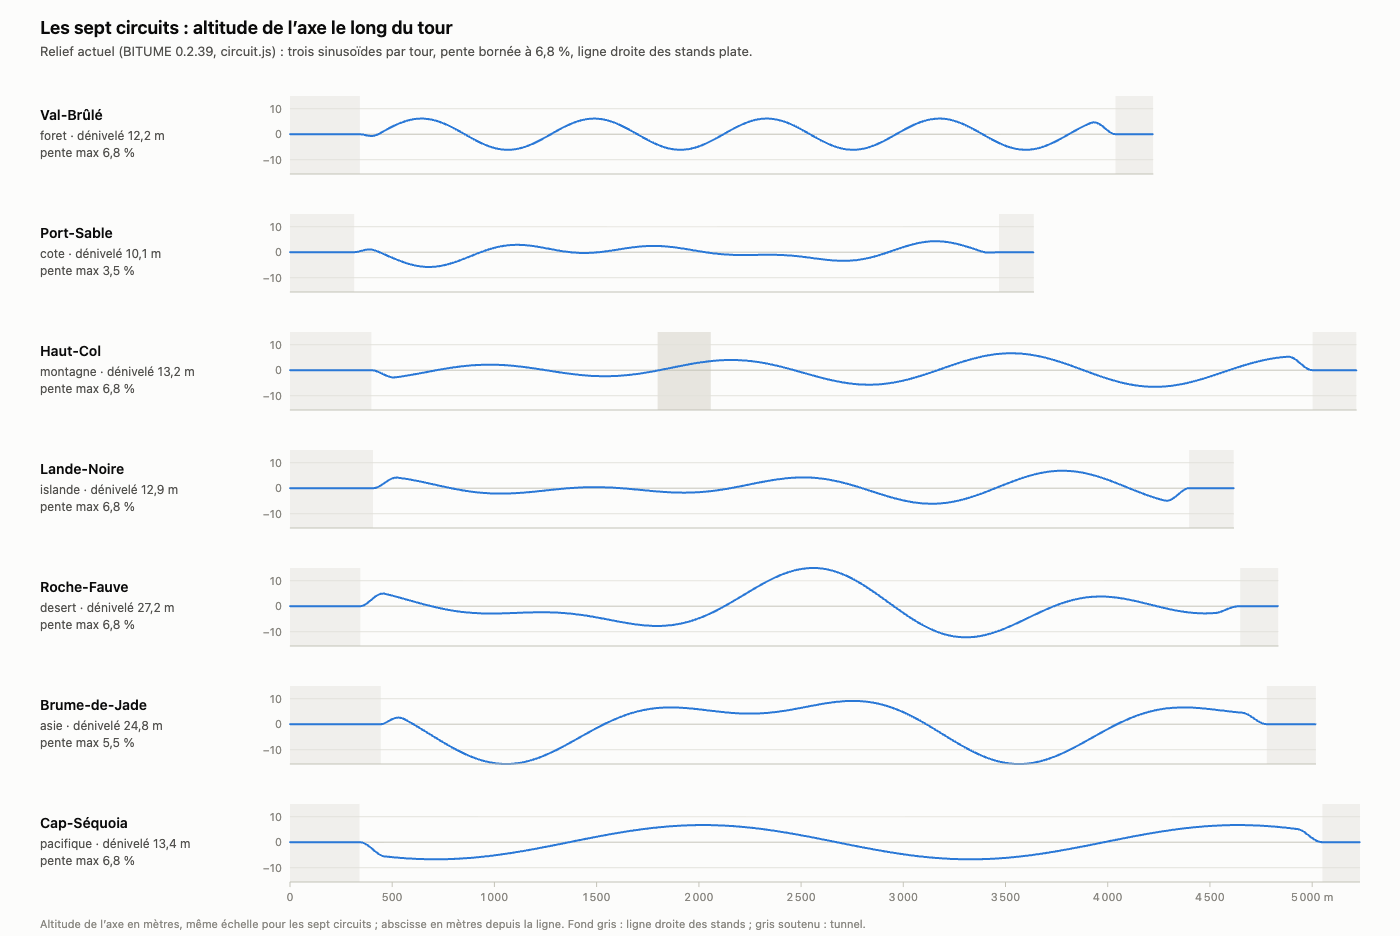 Les sept circuits : altitude de l’axe le long du tour
Relief actuel (BITUME 0.2.39, circuit.js) : trois sinusoïdes par tour, pente bornée à 6,8 %, ligne droite des stands plate.
Val-Brûlé
foret · dénivelé 12,2 m
pente max 6,8 %
10
0
−10
Port-Sable
cote · dénivelé 10,1 m
pente max 3,5 %
10
0
−10
Haut-Col
montagne · dénivelé 13,2 m
pente max 6,8 %
10
0
−10
Lande-Noire
islande · dénivelé 12,9 m
pente max 6,8 %
10
0
−10
Roche-Fauve
desert · dénivelé 27,2 m
pente max 6,8 %
10
0
−10
Brume-de-Jade
asie · dénivelé 24,8 m
pente max 5,5 %
10
0
−10
Cap-Séquoia
pacifique · dénivelé 13,4 m
pente max 6,8 %
10
0
−10
0 500 1 000 1 500 2 000 2 500 3 000 3 500 4 000 4 500 5 000 m
Altitude de l’axe en mètres, même échelle pour les sept circuits ; abscisse en mètres depuis la ligne. Fond gris : ligne droite des stands ; gris soutenu : tunnel.